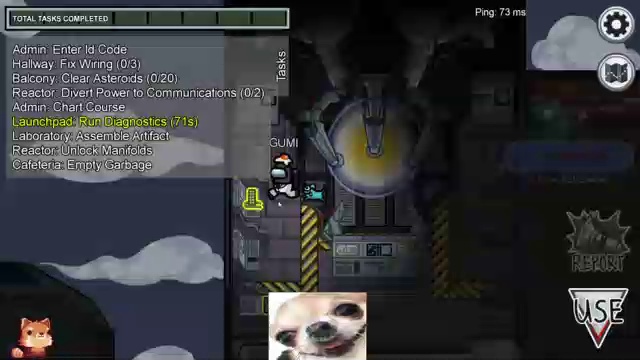 TOTAL TASKS COMPLETED
Ping: 73 ms
Admin: Enter Id Code
Hallway: Fix Wiring (0/3)
Balcony: Clear Asteroids (0/20)
Reactor: Divert Power to Communications (0/2)
Admin: Chart Course
Launchpad: Run Diagnostics (71s)
Laboratory: Assemble Artifact
Reactor: Unlock Manifolds
Cafeteria: Empty Garbage
Tasks
GUMI
REPORT
USE